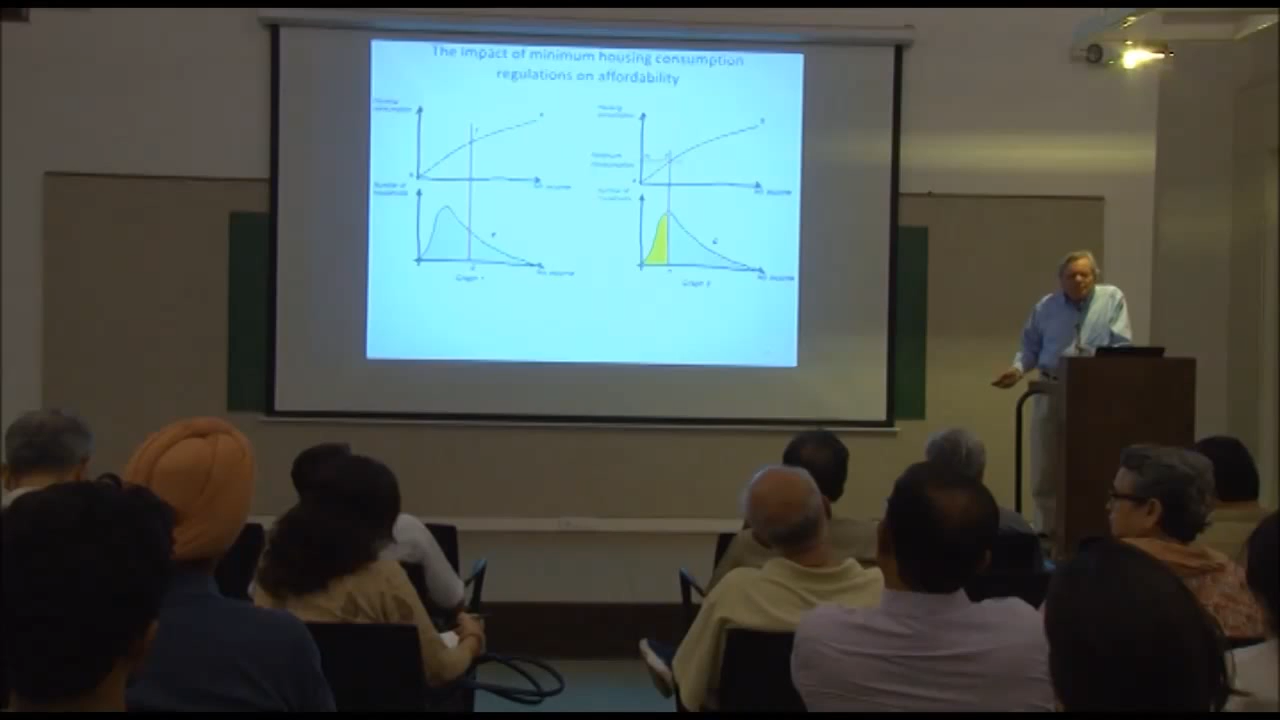 The impact of minimum housing consumption
regulations on affordability
Housing
consumption
Housing
consumption
Minimum
consumption
Number of
households
Number of
households
HH income
HH income
HH income
HH income
Graph 1
Graph 2